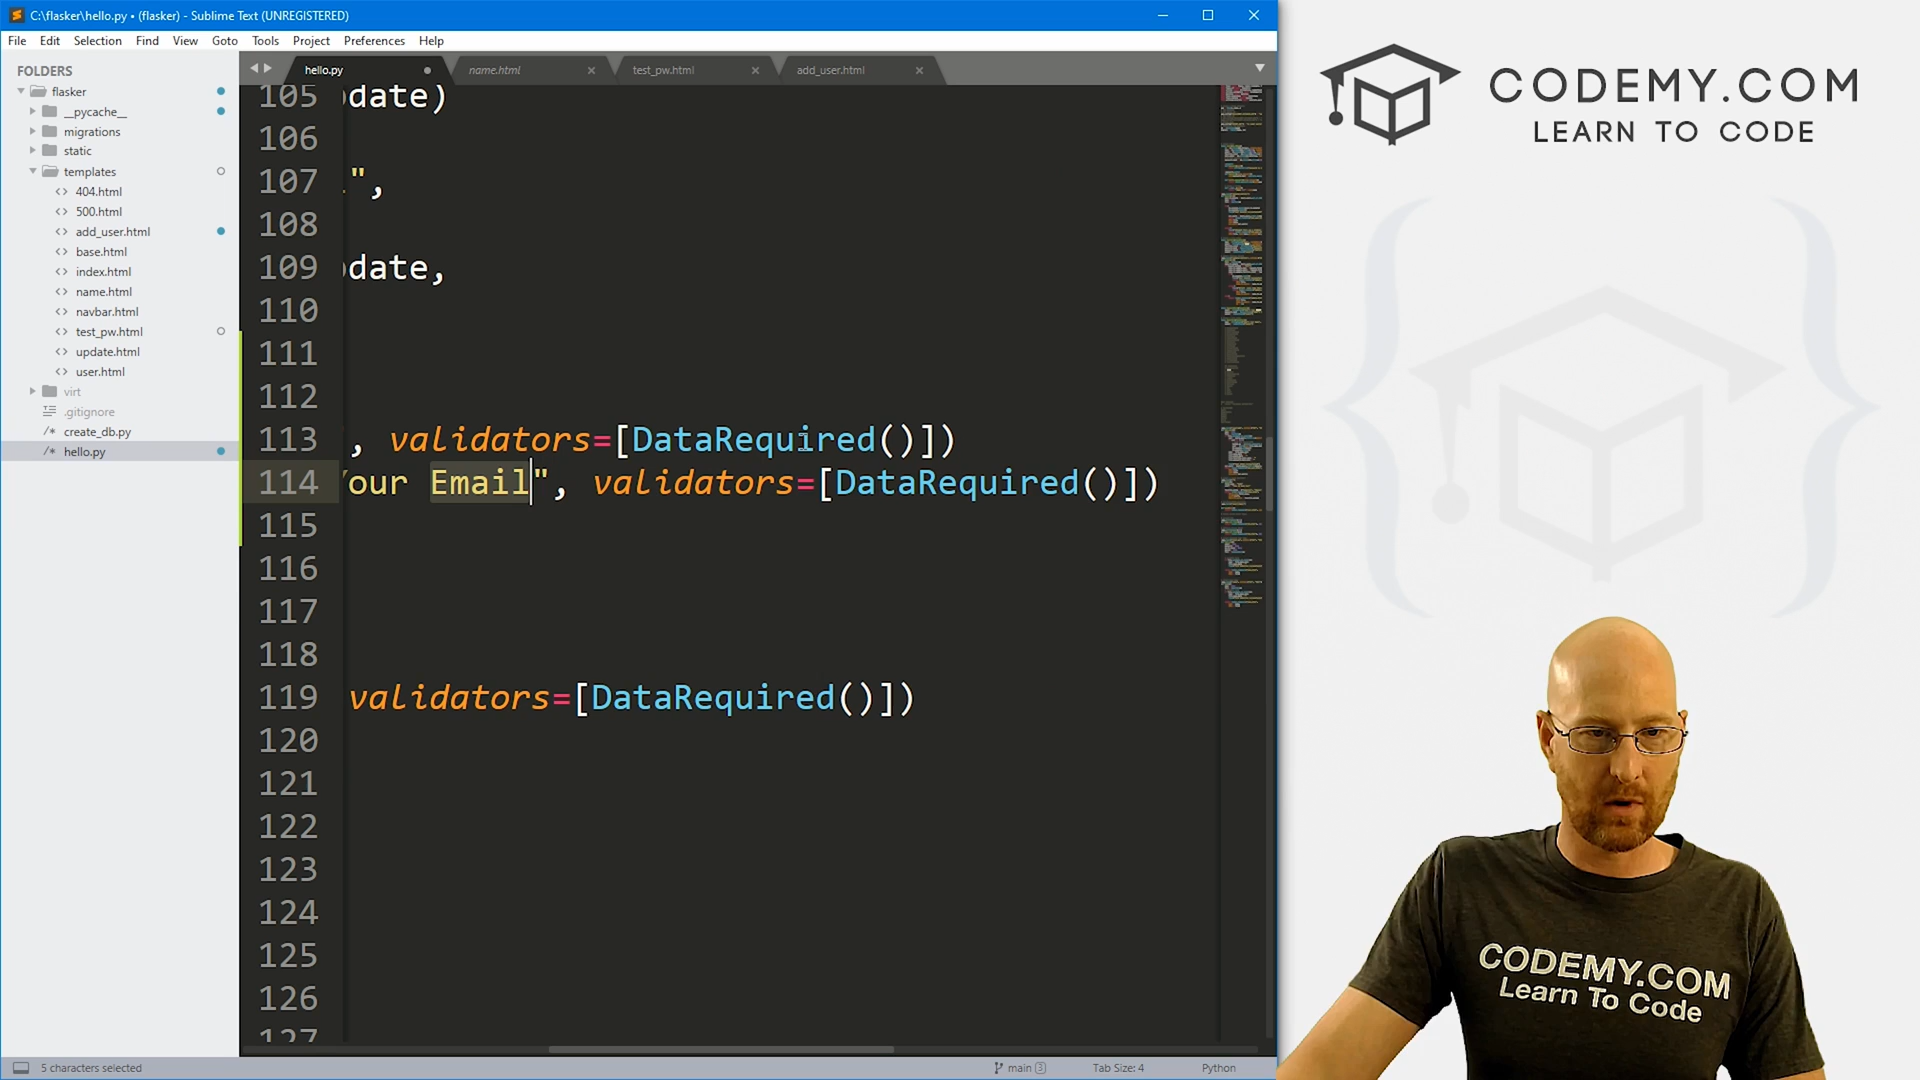 C:\flasker\hello.py • (flasker) - Sublime Text (UNREGISTERED)
File Edit Selection Find View Goto Tools Project Preferences Help
FOLDERS
flasker
__pycache__
migrations
static
templates
404.html
500.html
add_user.html
base.html
index.html
name.html
navbar.html
test_pw.html
update.html
user.html
virt
.gitignore
create_db.py
hello.py
hello.py name.html test_pw.html add_user.html
105 date)
106
107 ",
108
109 date,
110
111
112
113 , validators=[DataRequired()])
114 Your Email", validators=[DataRequired()])
115
116
117
118
119 validators=[DataRequired()])
120
121
122
123
124
125
126
127
5 characters selected
main 3
Tab Size: 4
Python
CODEMY.COM
LEARN TO CODE
CODEMY.COM
Learn To Code